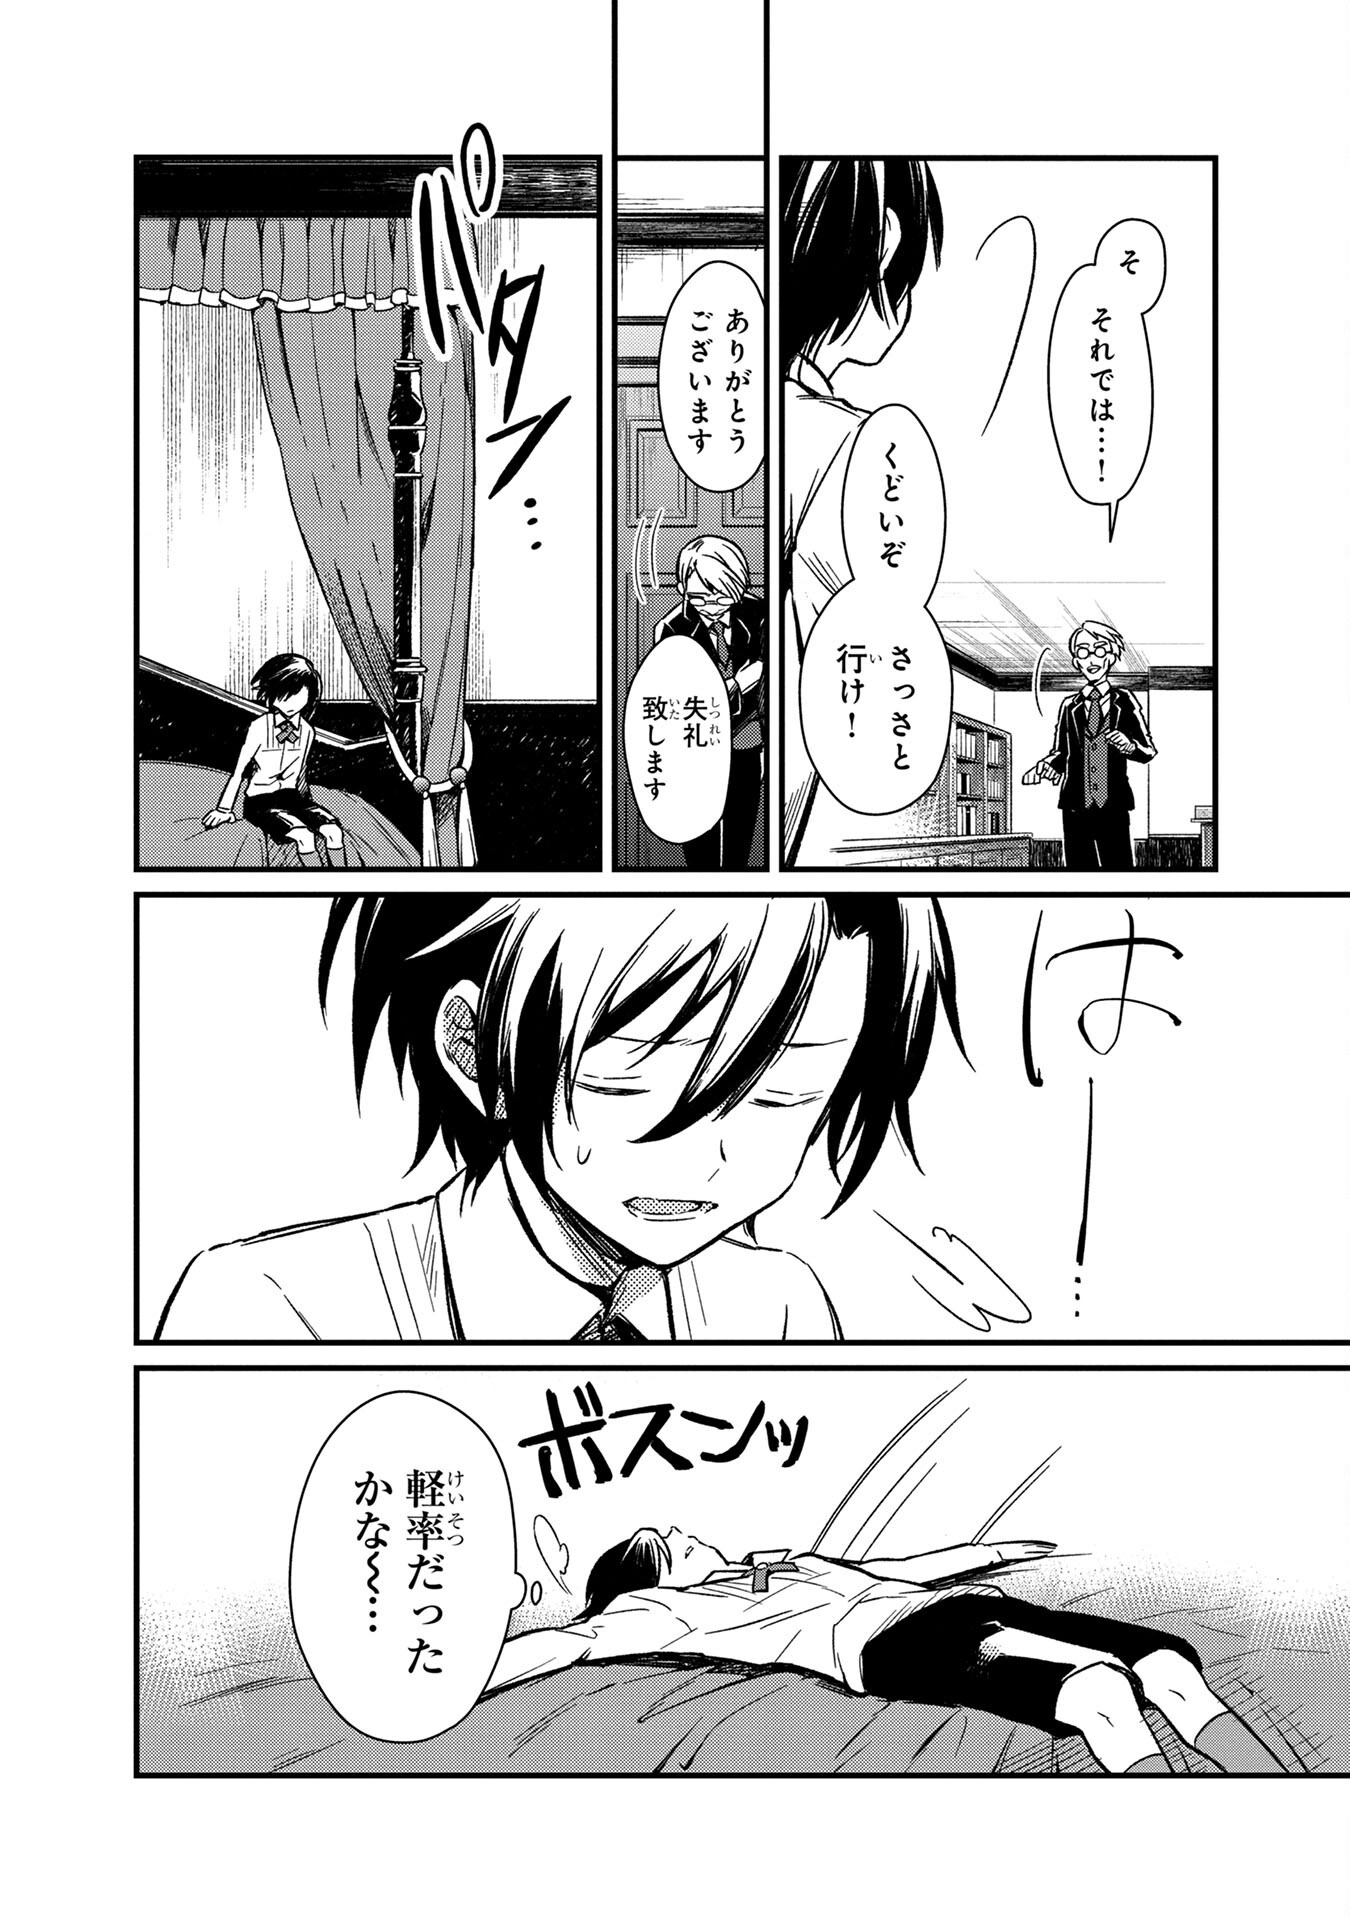 そ
それでは……！
くどいぞ
さっさと
行け！
ありがとう
ございます
失礼
致します
パタン…
はー…
ボスンッ
軽率だった
かな～……